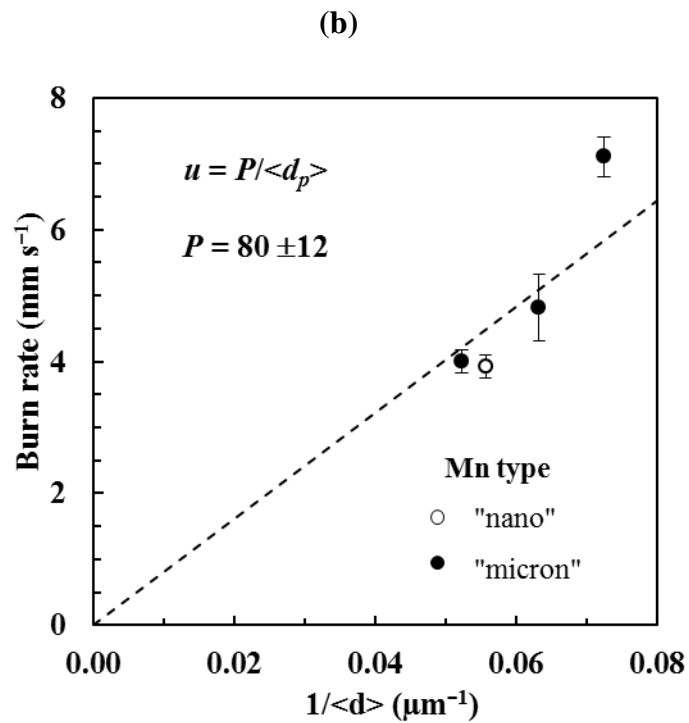 (b)
8
6
4
2
0
Burn rate (mm s⁻¹)
u = P/<dₚ>
P = 80 ±12
Mn type
"nano"
"micron"
0.00 0.02 0.04 0.06 0.08
1/<d> (μm⁻¹)